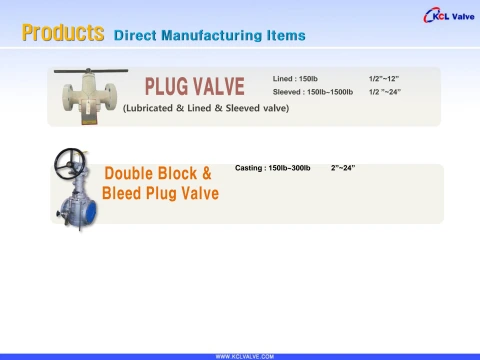 KCL Valve
Products Direct Manufacturing Items
PLUG VALVE
(Lubricated & Lined & Sleeved valve)
Lined : 150lb 1/2"~12"
Sleeved : 150lb~1500lb 1/2 "~24"
Double Block &
Bleed Plug Valve
Casting : 150lb~300lb 2"~24"
WWW.KCLVALVE.COM